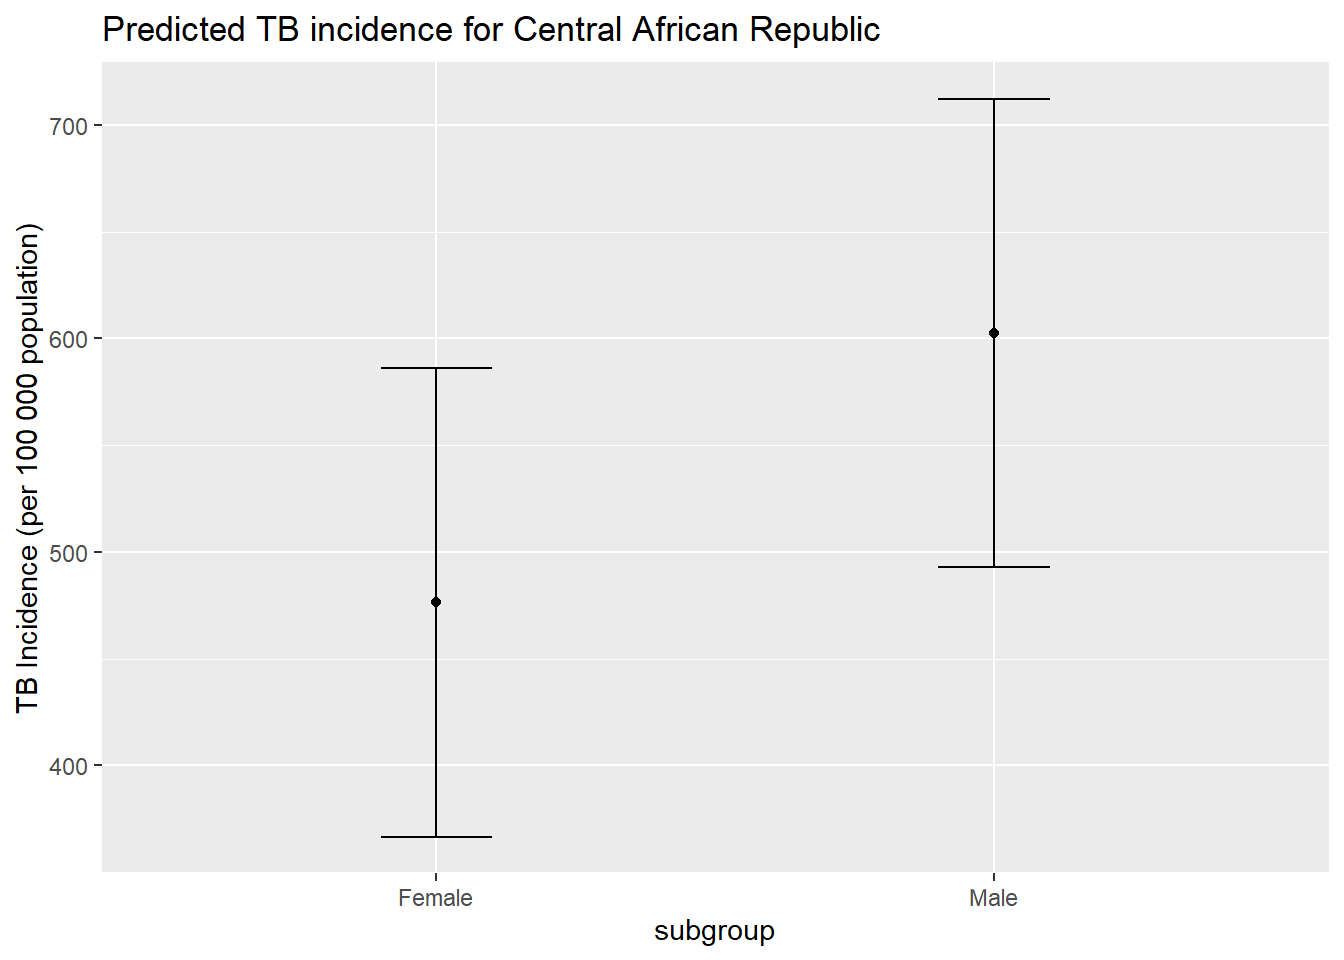 Predicted TB incidence for Central African Republic
TB Incidence (per 100 000 population)
700
600
500
400
Female Male
subgroup